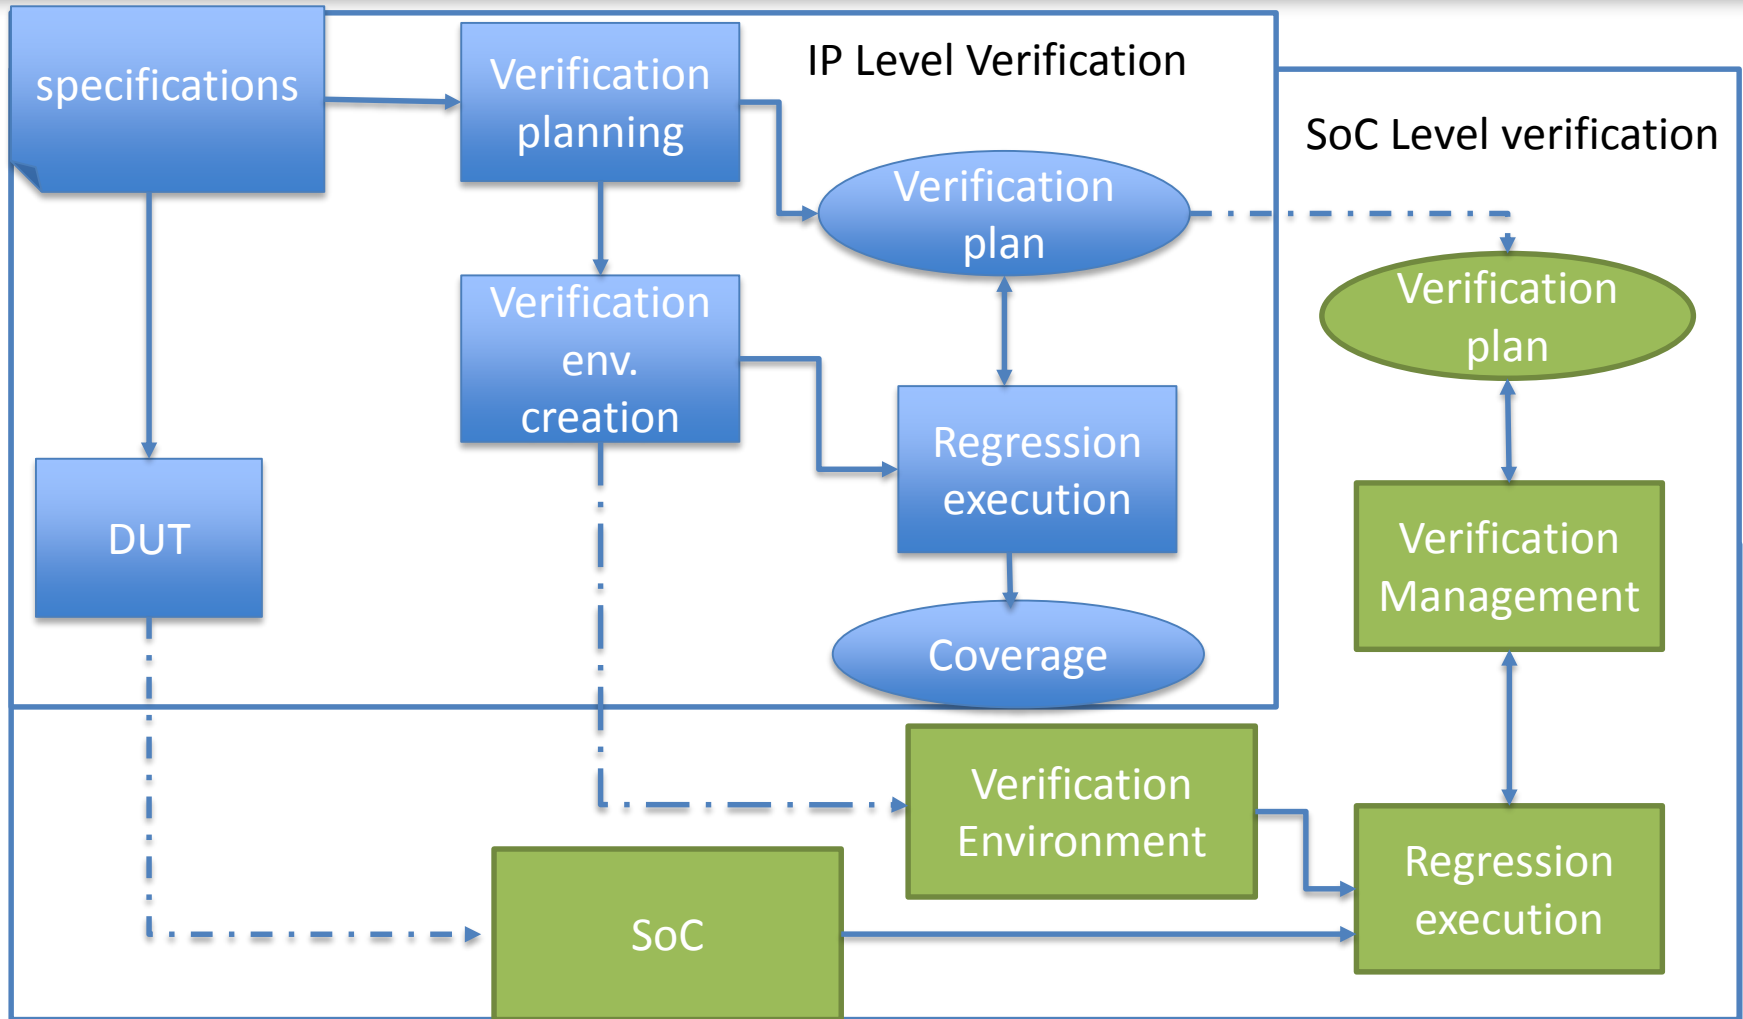 specifications
Verification
planning
IP Level Verification
SoC Level verification
Verification
plan
Verification
env.
creation
Verification
plan
Regression
execution
DUT
Verification
Management
Coverage
Verification
Environment
Regression
execution
SoC